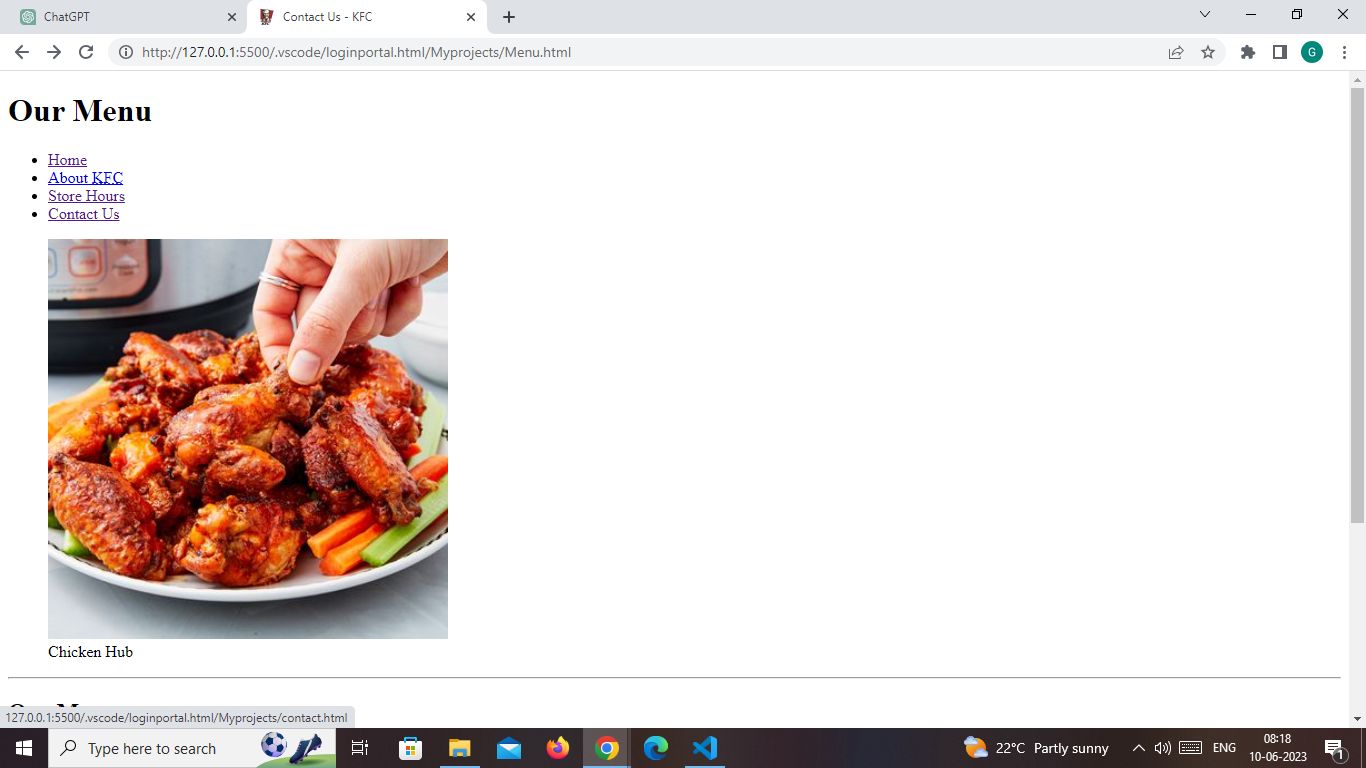 ChatGPT
Contact Us - KFC
http://127.0.0.1:5500/.vscode/loginportal.html/Myprojects/Menu.html
G
Our Menu
Home
About KFC
Store Hours
Contact Us
Chicken Hub
127.0.0.1:5500/.vscode/loginportal.html/Myprojects/contact.html
Type here to search
22°C Partly sunny
ENG
08:18
10-06-2023
1